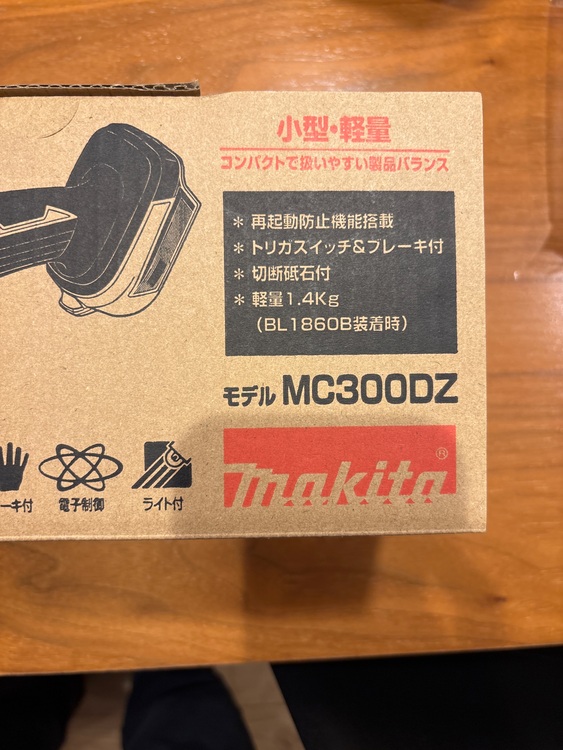 小型・軽量
コンパクトで扱いやすい製品バランス
＊ 再起動防止機能搭載
＊ トリガスイッチ&ブレーキ付
＊ 切断砥石付
＊ 軽量1.4Kg
（BL1860B装着時）
モデル MC300DZ
makita®
ーキ付
電子制御
ライト付